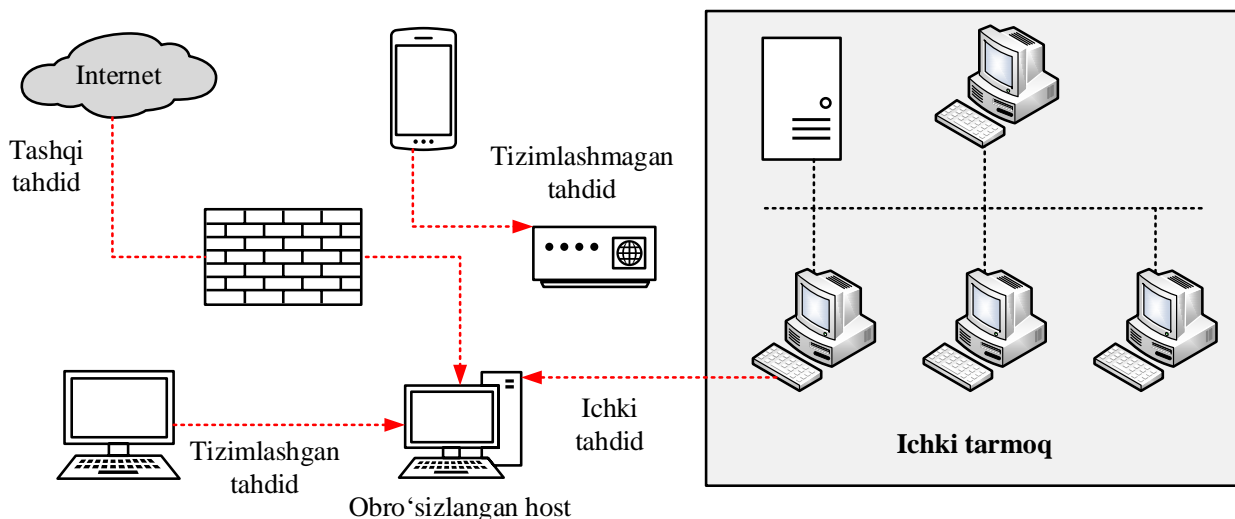 Internet
Tashqi
tahdid
Tizimlashmagan
tahdid
Tizimlashgan
tahdid
Ichki
tahdid
Obro‘sizlangan host
Ichki tarmoq